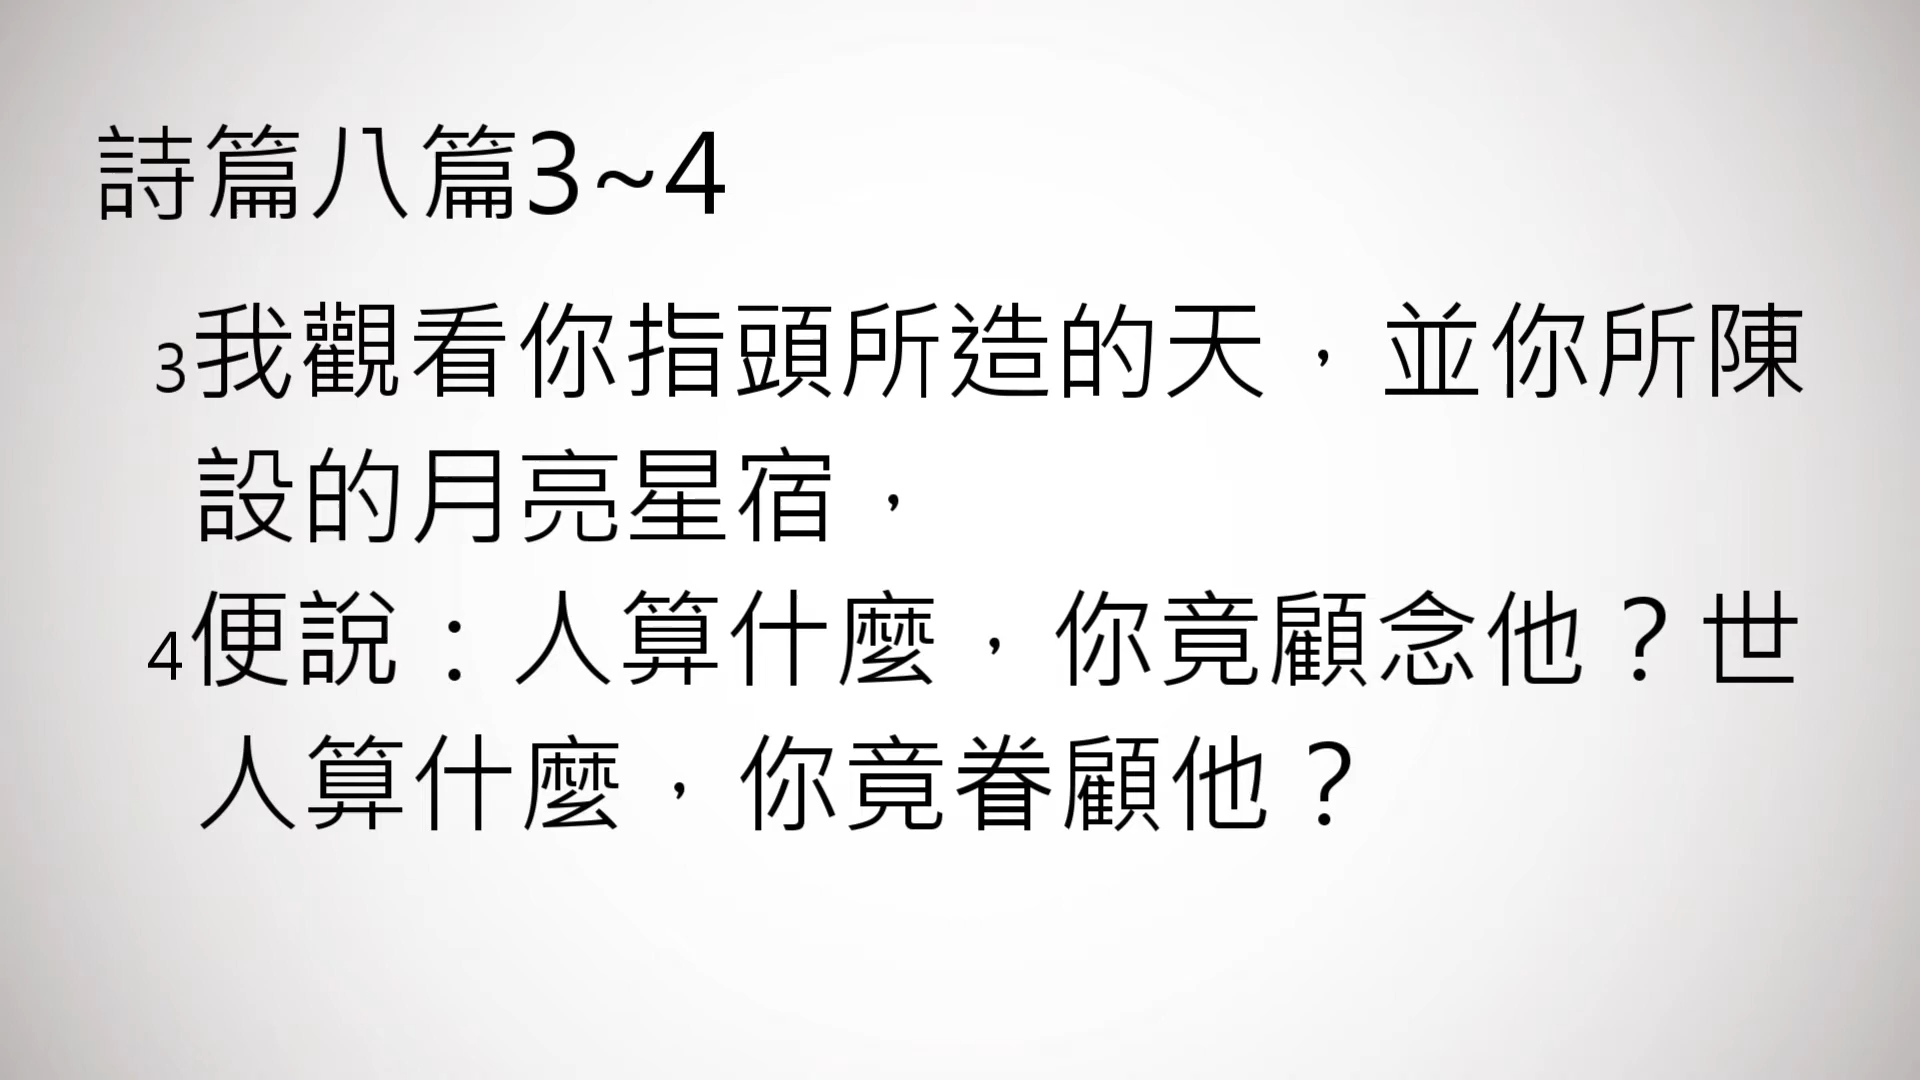 詩篇八篇3~4
3我觀看你指頭所造的天，並你所陳
設的月亮星宿，
4便說：人算什麼，你竟顧念他？世
人算什麼，你竟眷顧他？